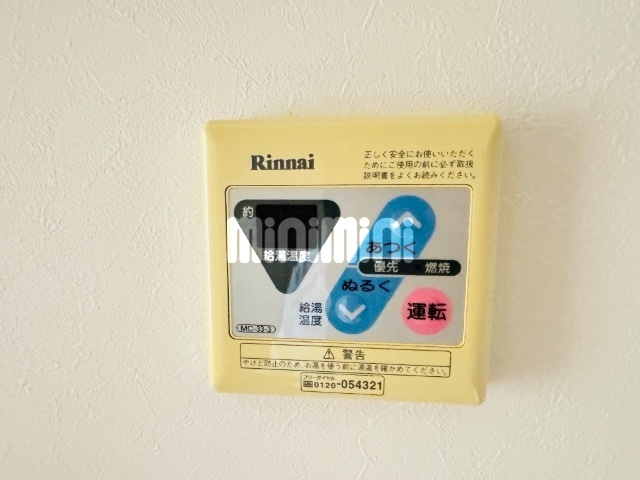 Rinnai
正しく安全にお使いいただく
ためにご使用の前に必ず取扱
説明書をよくお読みください。
約
minimini
給湯温度
あつく
優先 燃焼
ぬるく
給湯
温度
運転
MC-33-3
⚠ 警告
やけど防止のため、お湯を使う前に湯温を確かめてください。
フリーダイヤル
0120-054321